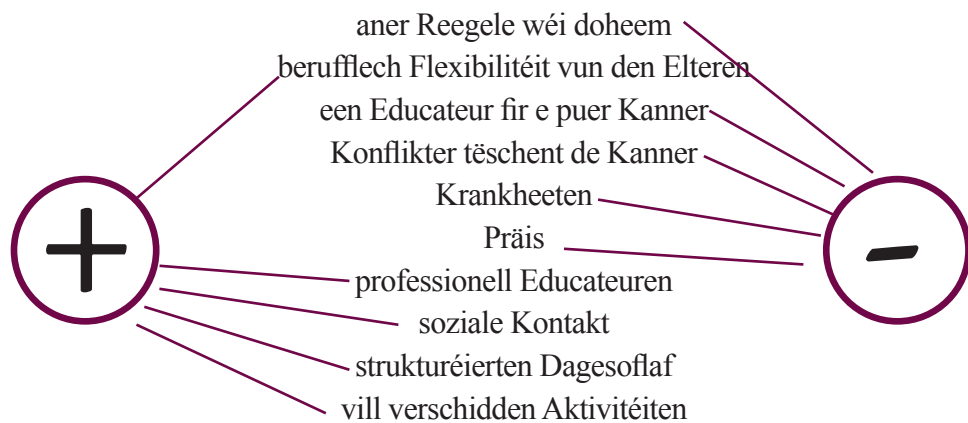 aner Reegele wéi doheem
berufflech Flexibilitéit vun den Elteren
een Educateur fir e puer Kanner
Konflikter tëschent de Kanner
Krankheeten
Präis
+
-
professionell Educateuren
soziale Kontakt
strukturéierten Dagesoflaf
vill verschidden Aktivitéiten